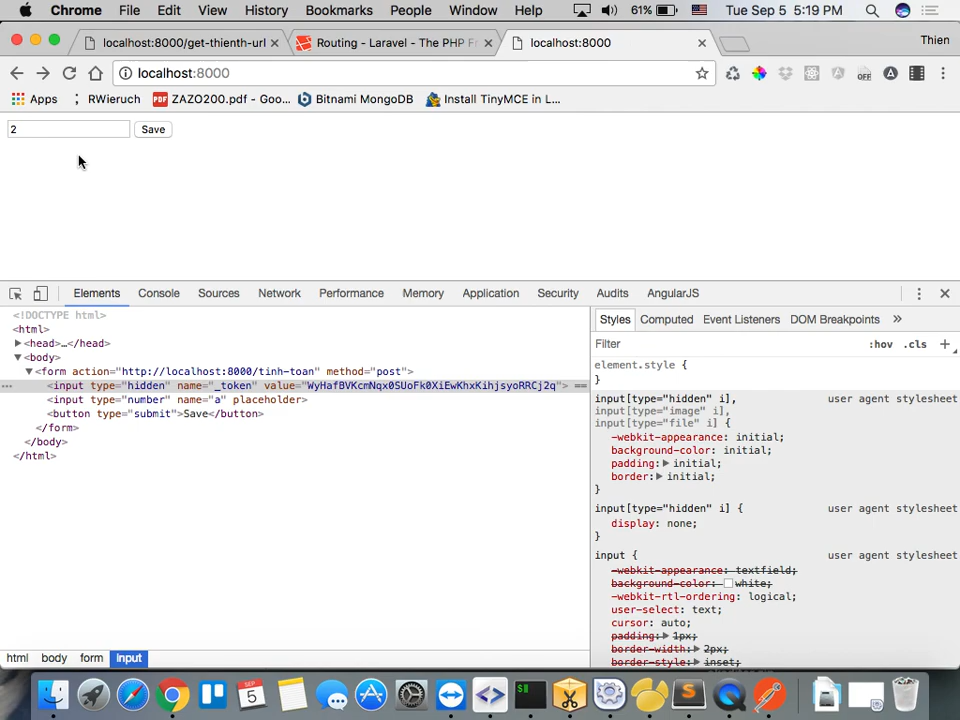 Chrome File Edit View History Bookmarks People Window Help 61% Tue Sep 5 5:19 PM
localhost:8000/get-thienth-url Routing - Laravel - The PHP F localhost:8000 Thien
localhost:8000 OFF
Apps RWieruch ZAZO200.pdf - Goo... Bitnami MongoDB Install TinyMCE in L...
2 Save
Elements Console Sources Network Performance Memory Application Security Audits AngularJS
<!DOCTYPE html>
<html>
<head>…</head>
<body>
<form action="http://localhost:8000/tinh-toan" method="post">
<input type="hidden" name="_token" value="WyHafBVKcmNqx0SUoFk0XiEwKhxKihjsyoRRCj2q"> ==
<input type="number" name="a" placeholder>
<button type="submit">Save</button>
</form>
</body>
</html>
html body form input
Styles Computed Event Listeners DOM Breakpoints »
Filter :hov .cls +
element.style {
}
input[type="hidden" i], user agent stylesheet
input[type="image" i],
input[type="file" i] {
-webkit-appearance: initial;
background-color: initial;
padding: initial;
border: initial;
}
input[type="hidden" i] { user agent stylesheet
display: none;
}
input { user agent stylesheet
-webkit-appearance: textfield;
background-color: white;
-webkit-rtl-ordering: logical;
user-select: text;
cursor: auto;
padding: 1px;
border-width: 2px;
border-style: inset;
SEP
5